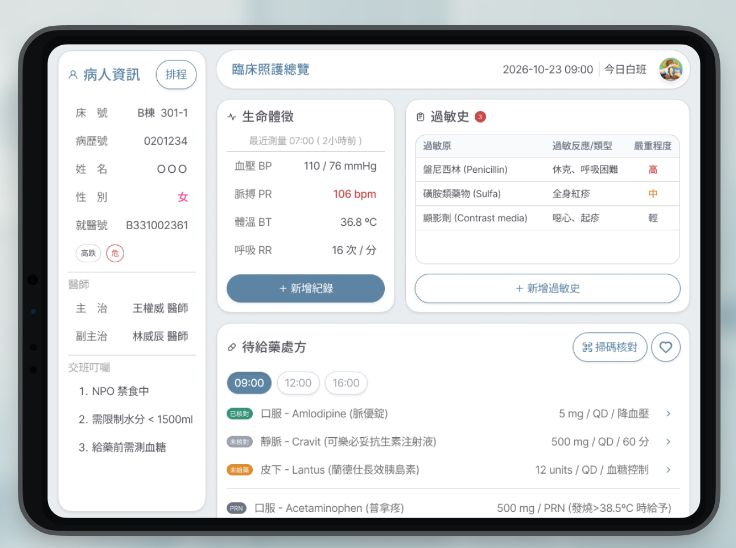 病人資訊
排程
床 號 B棟 301-1
病歷號 0201234
姓 名 OOO
性 別 女
就醫號 B331002361
高跌 危
醫師
主 治 王權威 醫師
副主治 林威辰 醫師
交班叮囑
1. NPO 禁食中
2. 需限制水分 < 1500ml
3. 給藥前需測血糖
臨床照護總覽
2026-10-23 09:00 今日白班
生命體徵
最近測量 07:00 ( 2小時前 )
血壓 BP 110 / 76 mmHg
脈搏 PR 106 bpm
體溫 BT 36.8 ºC
呼吸 RR 16 次 / 分
+ 新增紀錄
過敏史 3
過敏原 過敏反應/類型 嚴重程度
盤尼西林 (Penicillin) 休克、呼吸困難 高
磺胺類藥物 (Sulfa) 全身紅疹 中
顯影劑 (Contrast media) 噁心、起疹 輕
+ 新增過敏史
待給藥處方
掃碼核對
09:00 12:00 16:00
已核對 口服 - Amlodipine (脈優錠) 5 mg / QD / 降血壓
未核對 靜脈 - Cravit (可樂必妥抗生素注射液) 500 mg / QD / 60 分
未給藥 皮下 - Lantus (蘭德仕長效胰島素) 12 units / QD / 血糖控制
PRN 口服 - Acetaminophen (普拿疼) 500 mg / PRN (發燒>38.5ºC 時給予)